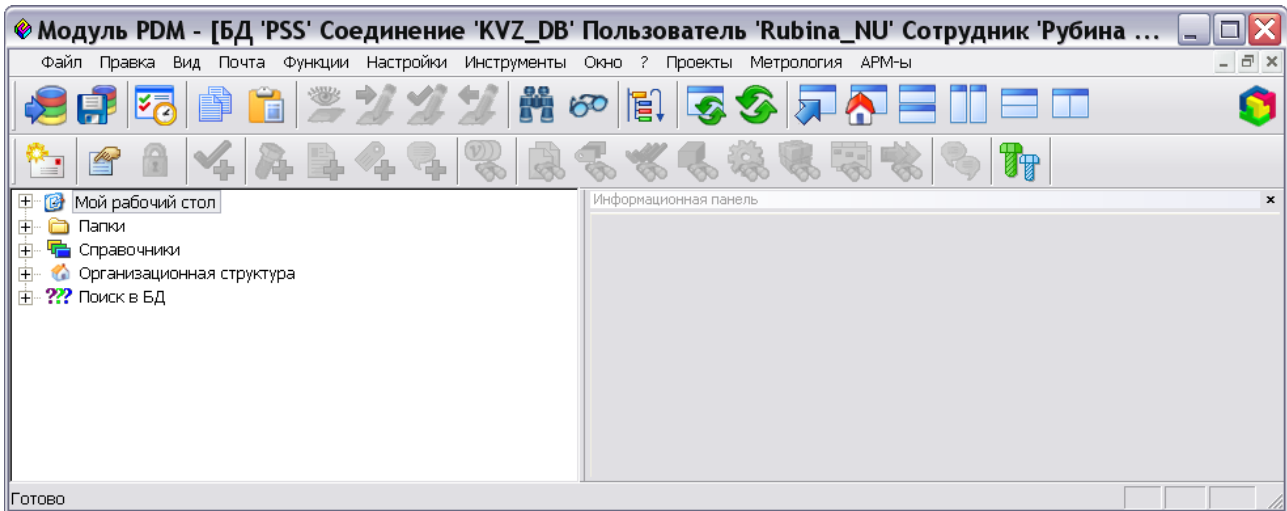 Модуль PDM - [БД 'PSS' Соединение 'KVZ_DB' Пользователь 'Rubina_NU' Сотрудник 'Рубина ...
Файл Правка Вид Почта Функции Настройки Инструменты Окно ? Проекты Метрология АРМ-ы
Мой рабочий стол
Информационная панель
Папки
Справочники
Организационная структура
??? Поиск в БД
Готово